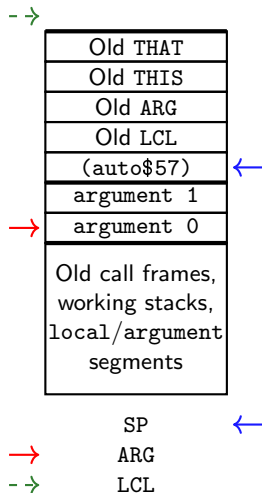 Old THAT
Old THIS
Old ARG
Old LCL
(auto$57)
argument 1
argument 0
Old call frames,
working stacks,
local/argument
segments
SP
ARG
LCL